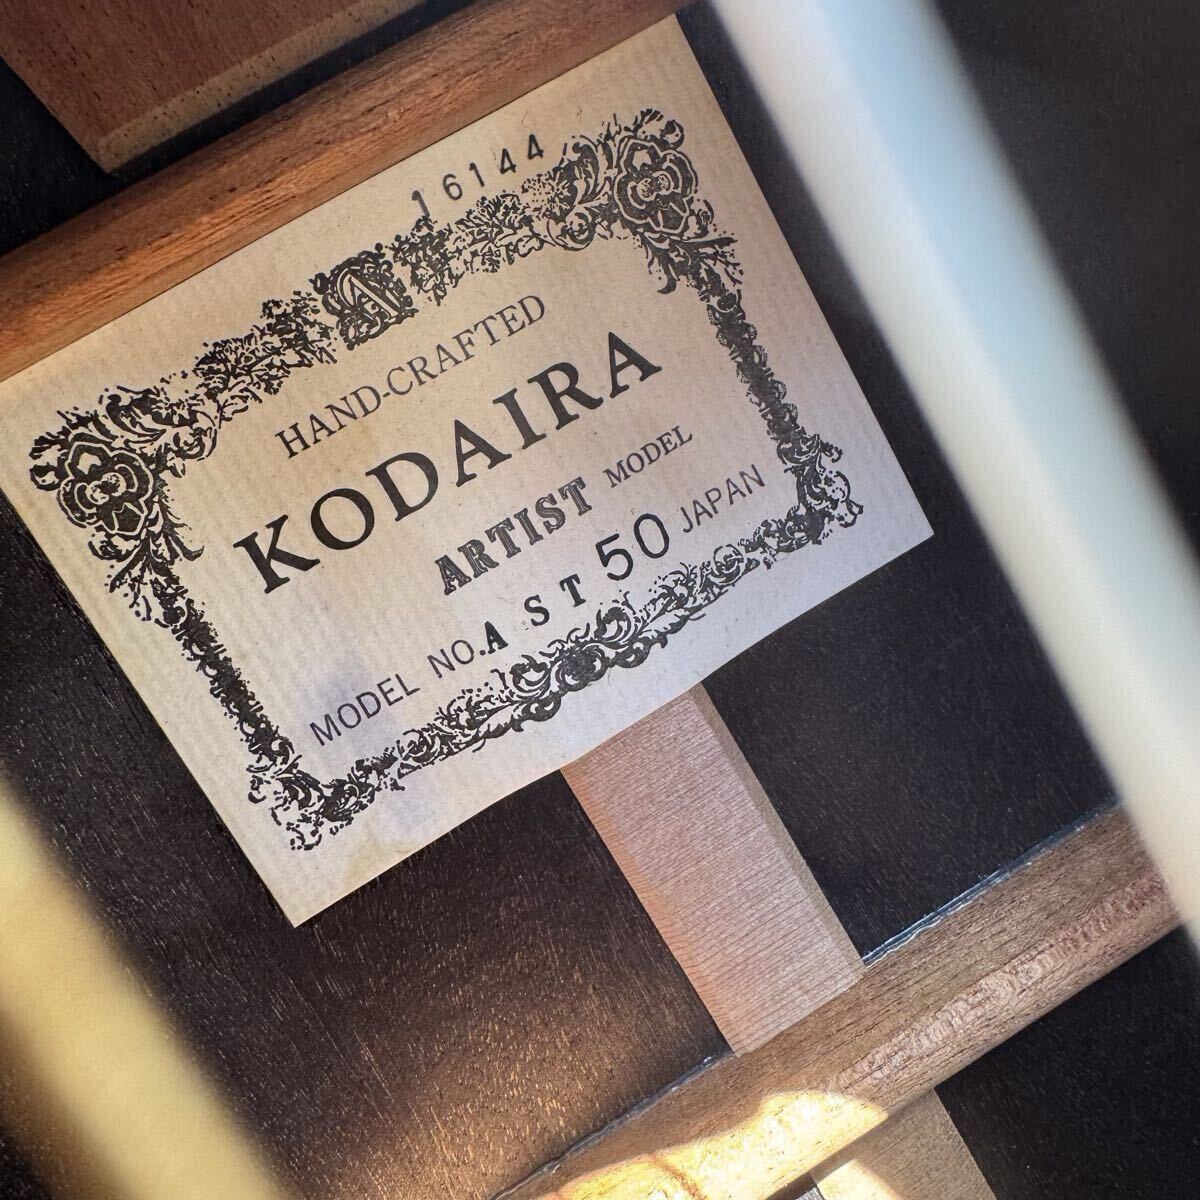 16144
A
HAND-CRAFTED
KODAIRA
ARTIST MODEL
MODEL NO. A S T 50 JAPAN